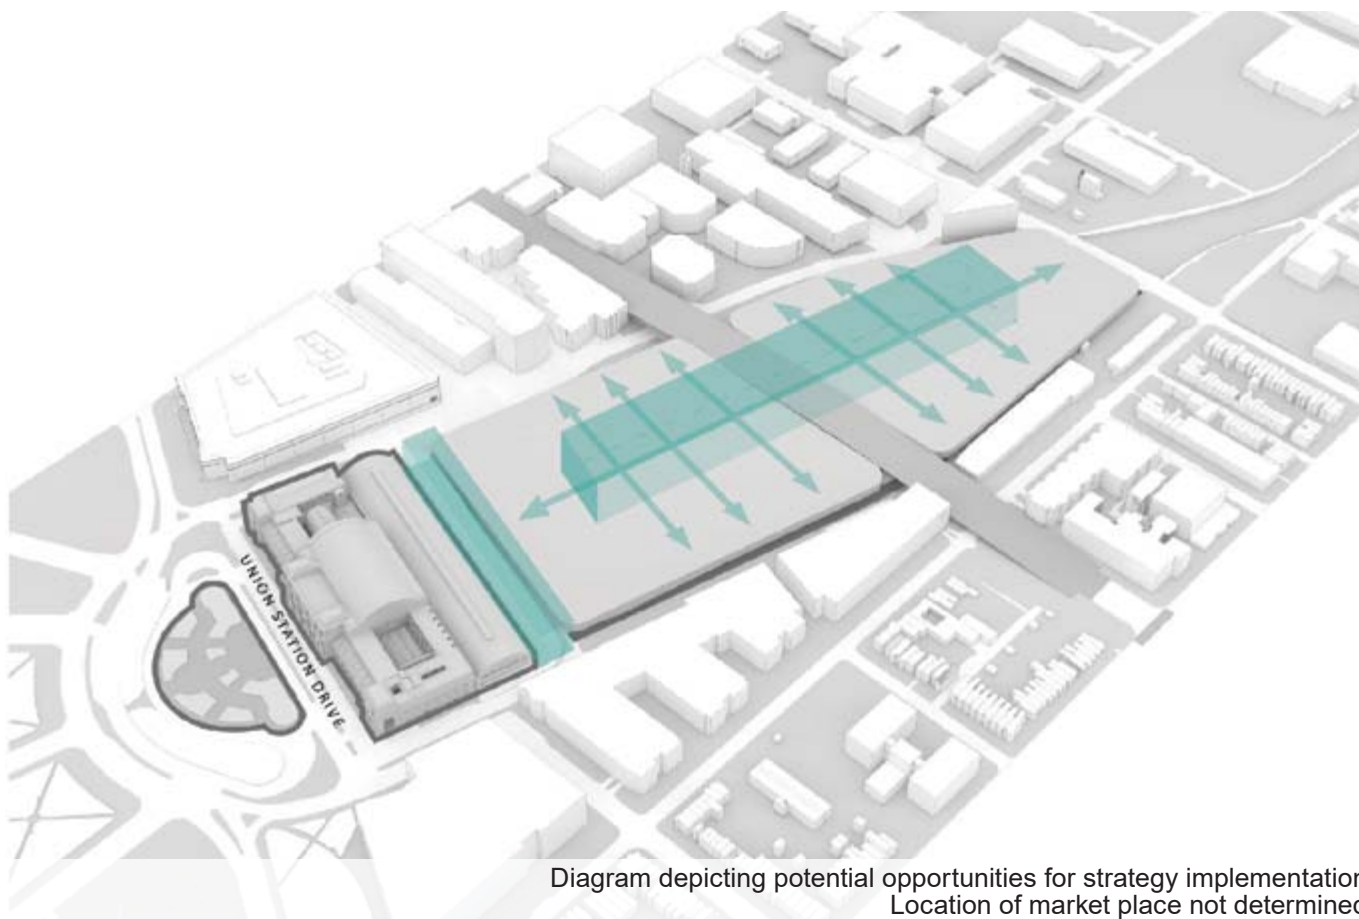 UNION STATION DRIVE
Diagram depicting potential opportunities for strategy implementation
Location of market place not determined